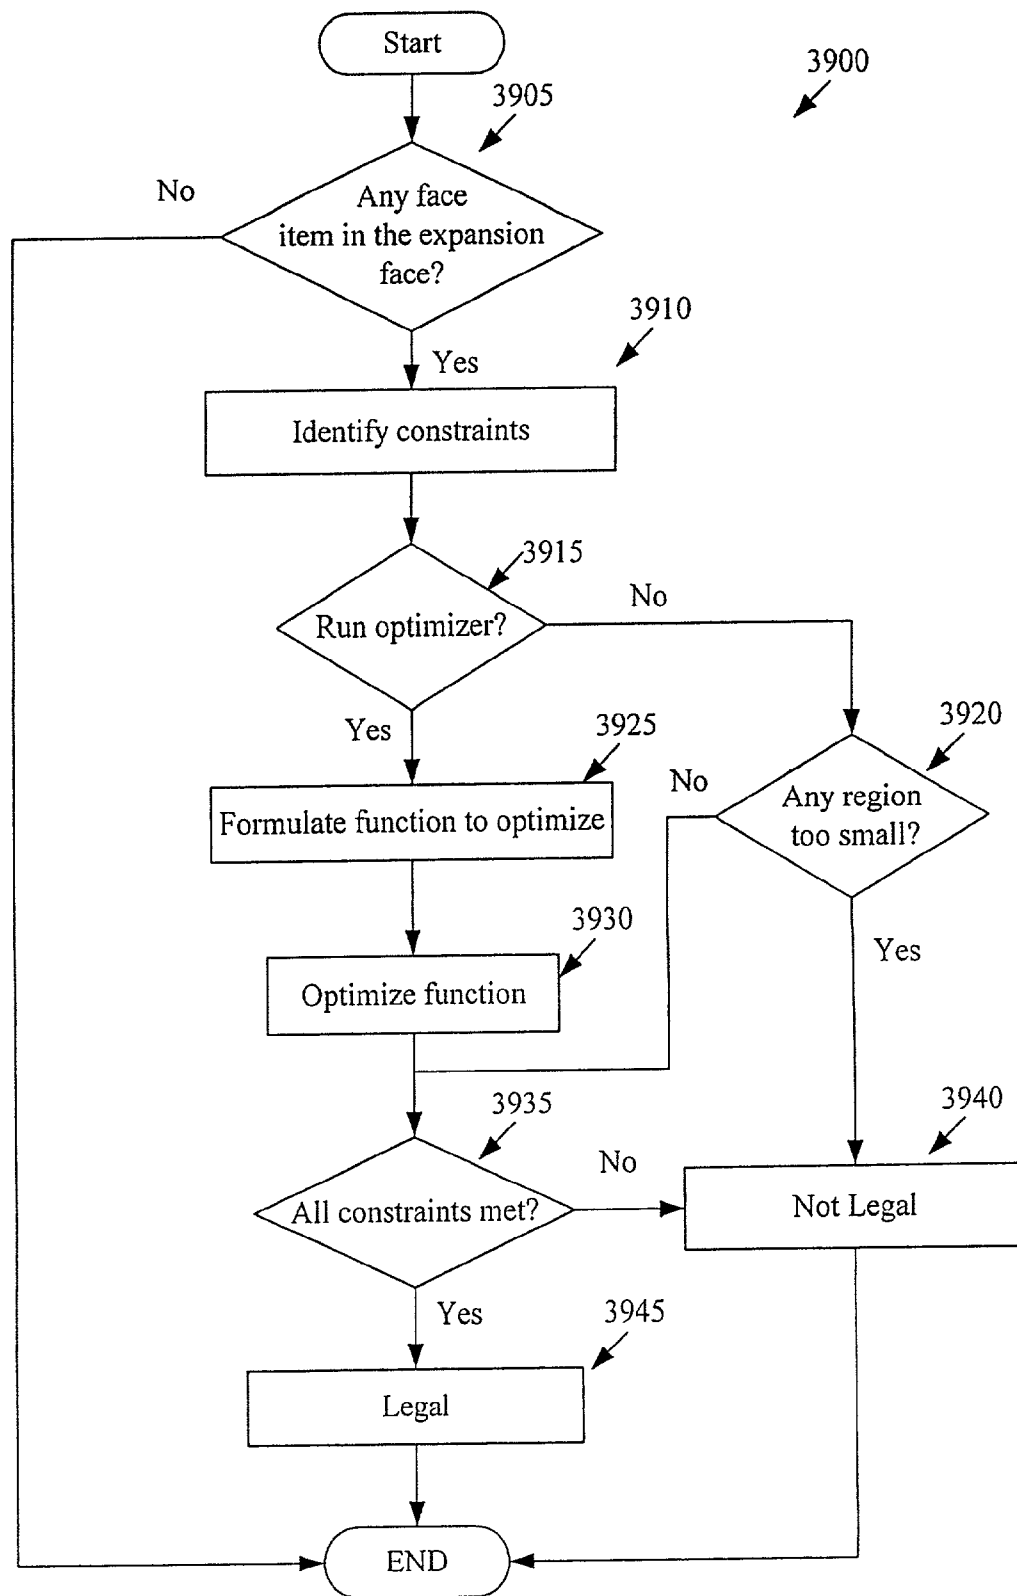 Start
3900
3905
No
Any face
item in the expansion
face?
3910
Yes
Identify constraints
3915
No
Run optimizer?
Yes
3925
3920
No
Any region
too small?
Formulate function to optimize
3930
Yes
Optimize function
3935
3940
No
All constraints met?
Not Legal
Yes
3945
Legal
END